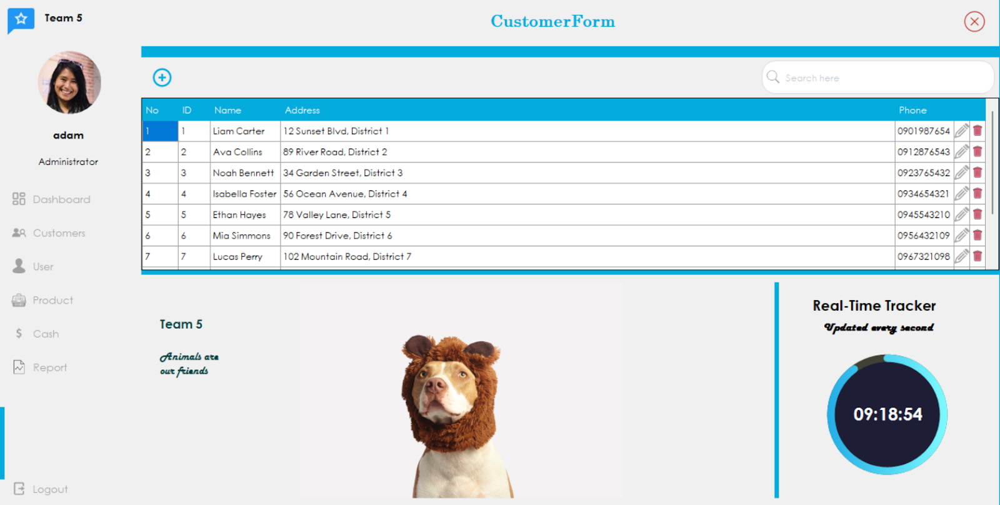 Team 5
CustomerForm
adam
Administrator
Dashboard
Customers
User
Product
Cash
Report
Logout
Search here
No ID Name Address Phone
1 1 Liam Carter 12 Sunset Blvd, District 1 0901987654
2 2 Ava Collins 89 River Road, District 2 0912876543
3 3 Noah Bennett 34 Garden Street, District 3 0923765432
4 4 Isabella Foster 56 Ocean Avenue, District 4 0934654321
5 5 Ethan Hayes 78 Valley Lane, District 5 0945543210
6 6 Mia Simmons 90 Forest Drive, District 6 0956432109
7 7 Lucas Perry 102 Mountain Road, District 7 0967321098
Team 5
Animals are
our friends
Real-Time Tracker
Updated every second
09:18:54